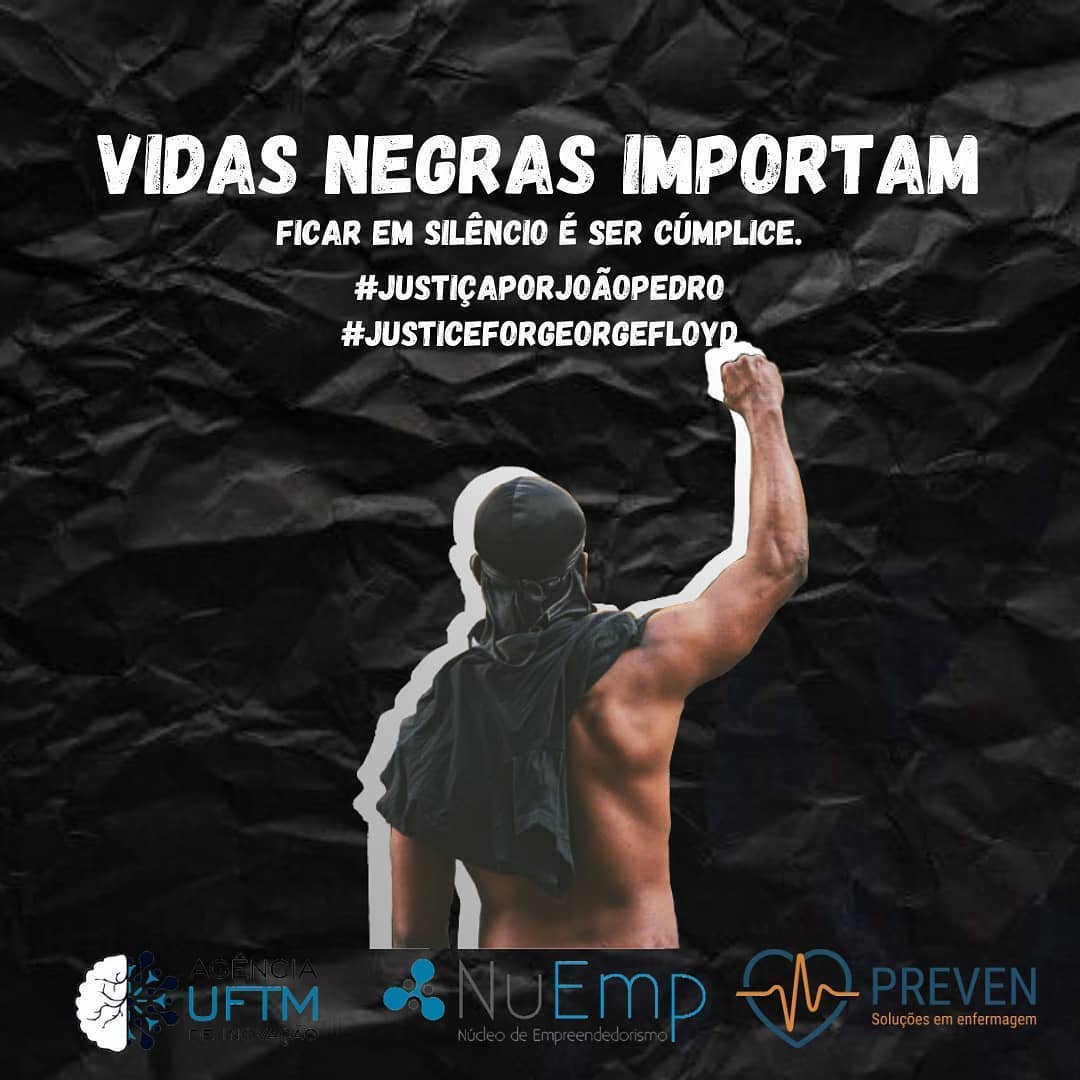 VIDAS NEGRAS IMPORTAM
FICAR EM SILÊNCIO É SER CÚMPLICE.
#JUSTIÇAPORJOÃOPEDRO
#JUSTICEFORGEORGEFLOYD
AGÊNCIA
UFTM
DE INOVAÇÃO
NuEmp
Núcleo de Empreendedorismo
PREVEN
Soluções em enfermagem